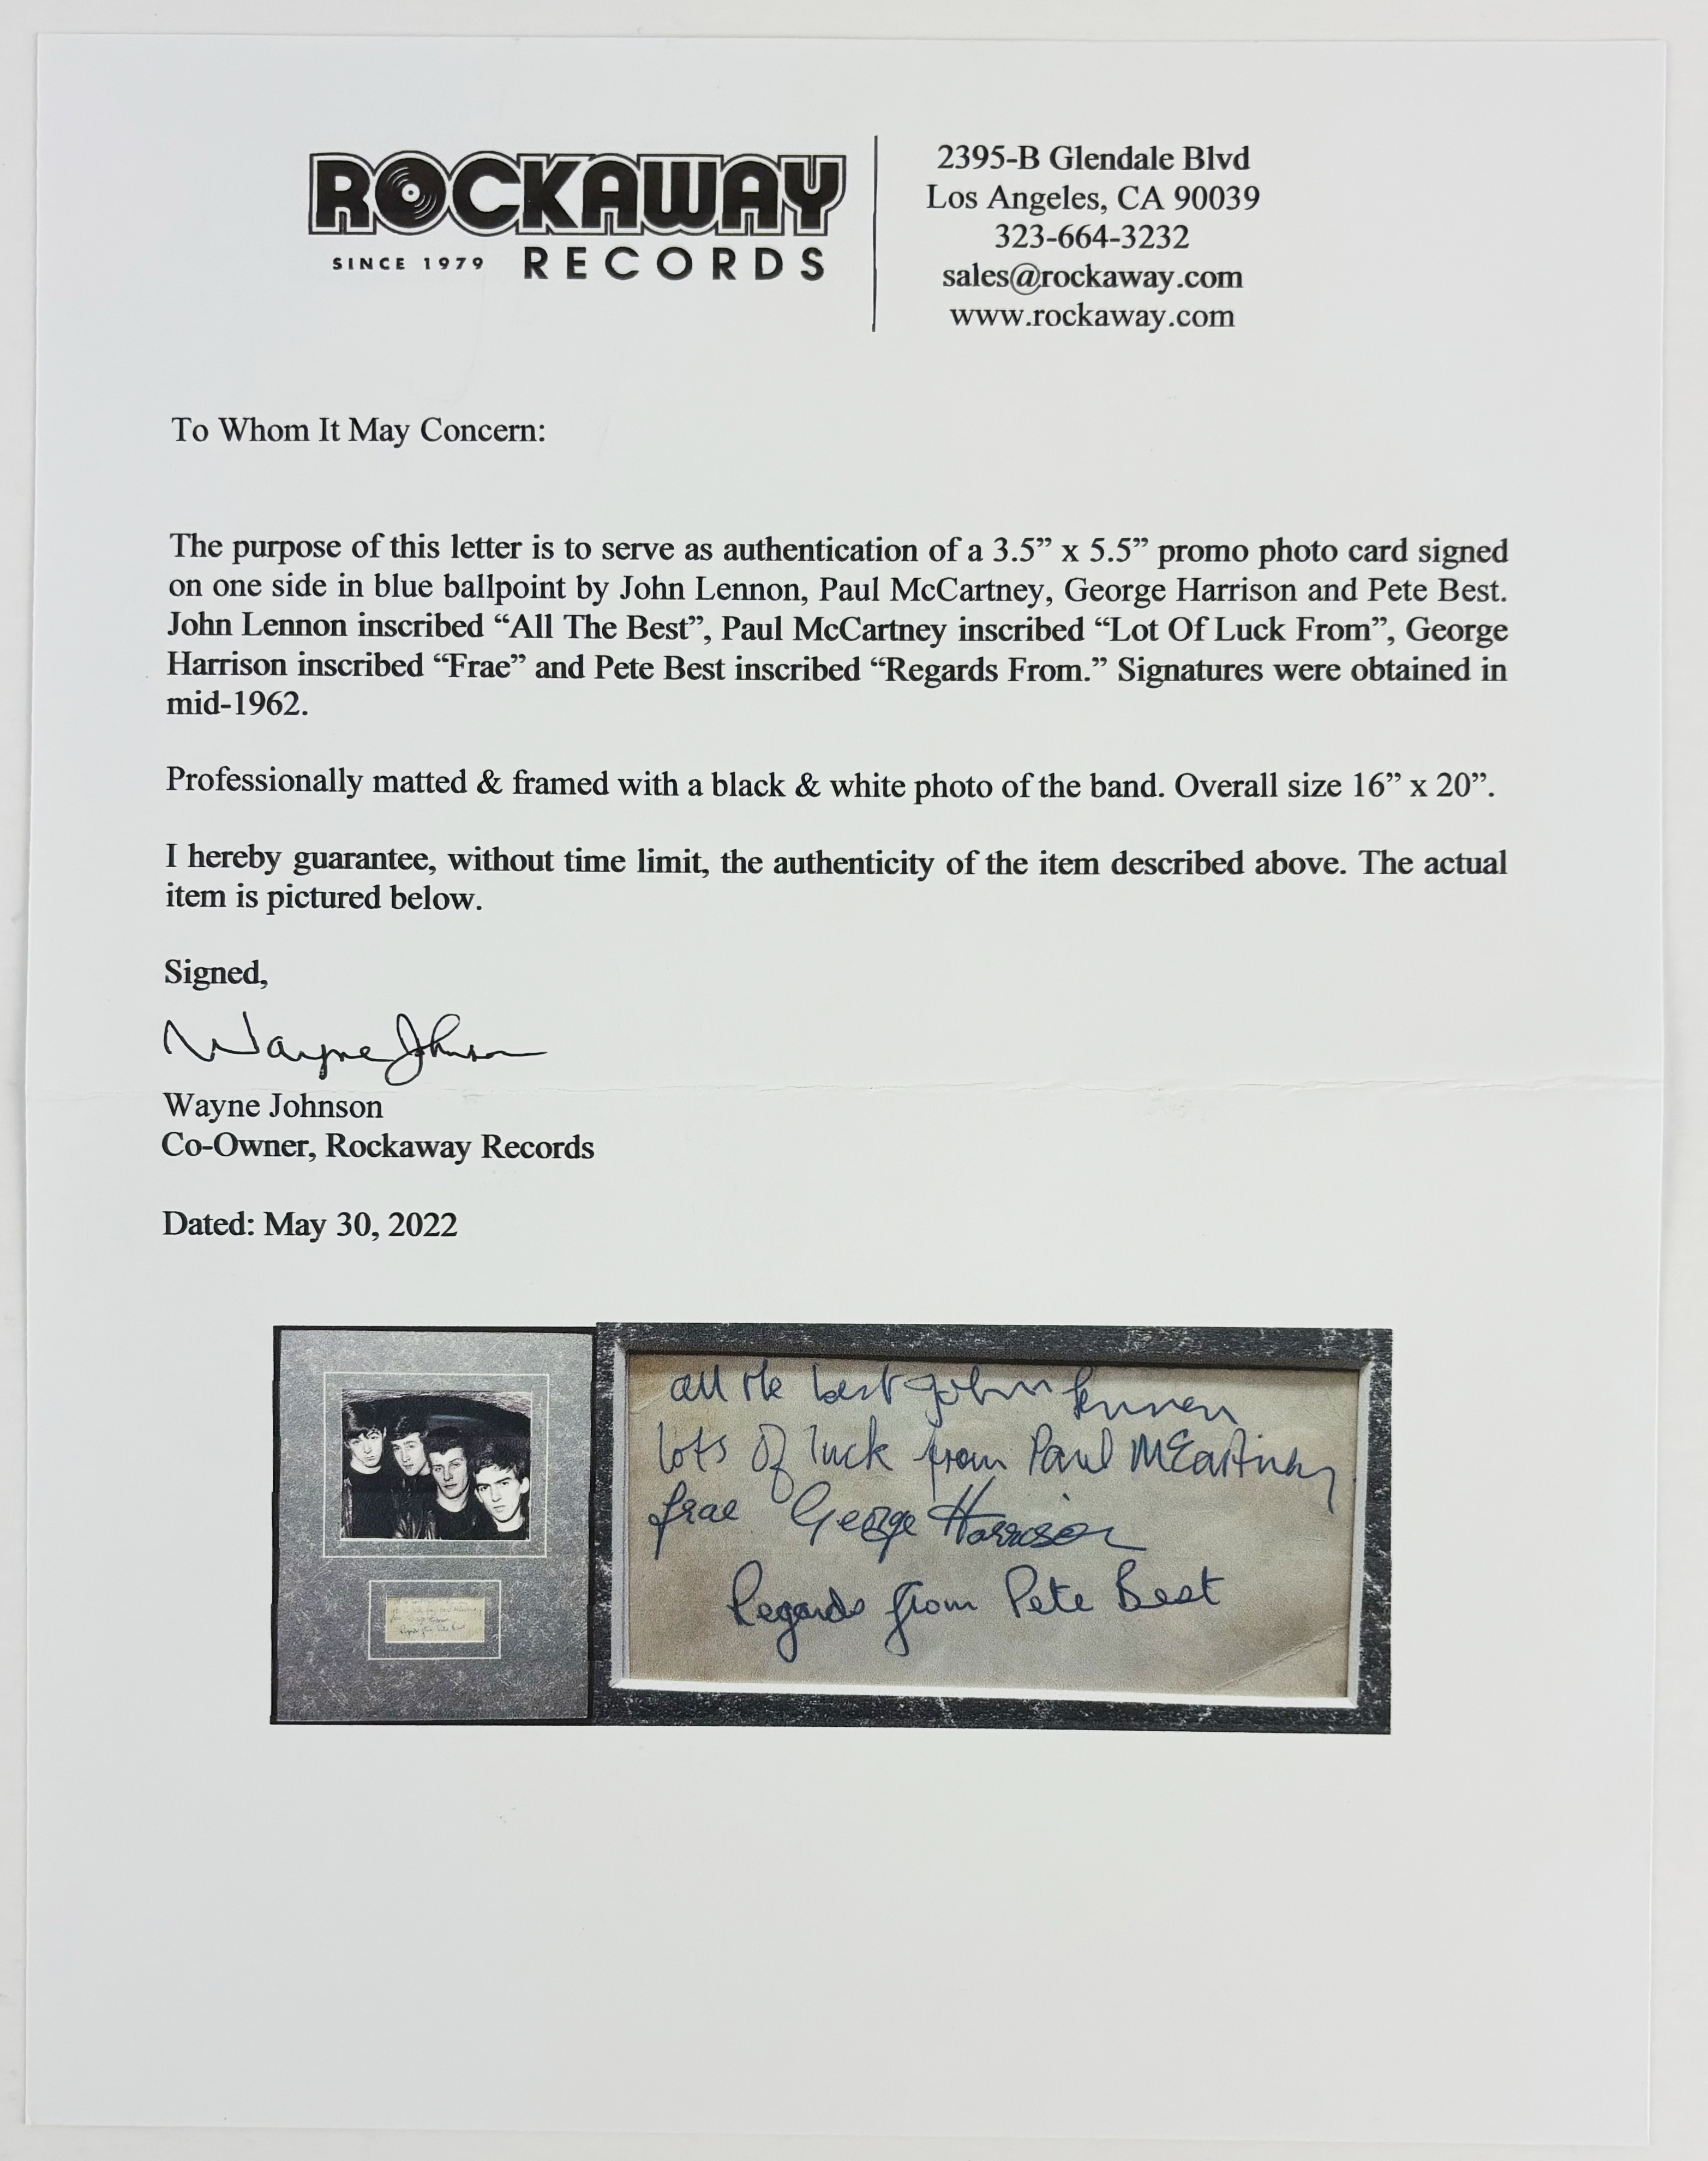 ROCKAWAY
SINCE 1979 RECORDS
2395-B Glendale Blvd
Los Angeles, CA 90039
323-664-3232
sales@rockaway.com
www.rockaway.com
To Whom It May Concern:
The purpose of this letter is to serve as authentication of a 3.5” x 5.5” promo photo card signed
on one side in blue ballpoint by John Lennon, Paul McCartney, George Harrison and Pete Best.
John Lennon inscribed “All The Best”, Paul McCartney inscribed “Lot Of Luck From”, George
Harrison inscribed “Frae” and Pete Best inscribed “Regards From.” Signatures were obtained in
mid-1962.
Professionally matted & framed with a black & white photo of the band. Overall size 16” x 20”.
I hereby guarantee, without time limit, the authenticity of the item described above. The actual
item is pictured below.
Signed,
Wayne Johnson
Wayne Johnson
Co-Owner, Rockaway Records
Dated: May 30, 2022
all the best John Lennon
lots of luck from Paul McCartney
frae George Harrison
Regards from Pete Best